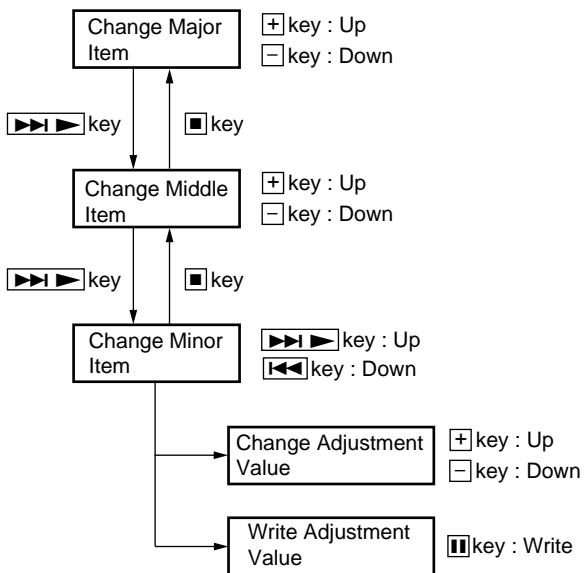 Change Major
Item
+ key : Up
− key : Down
▶▶I ▶ key
■ key
Change Middle
Item
+ key : Up
− key : Down
▶▶I ▶ key
■ key
Change Minor
Item
▶▶I ▶ key : Up
I◀◀ key : Down
Change Adjustment
Value
+ key : Up
− key : Down
Write Adjustment
Value
▮▮ key : Write